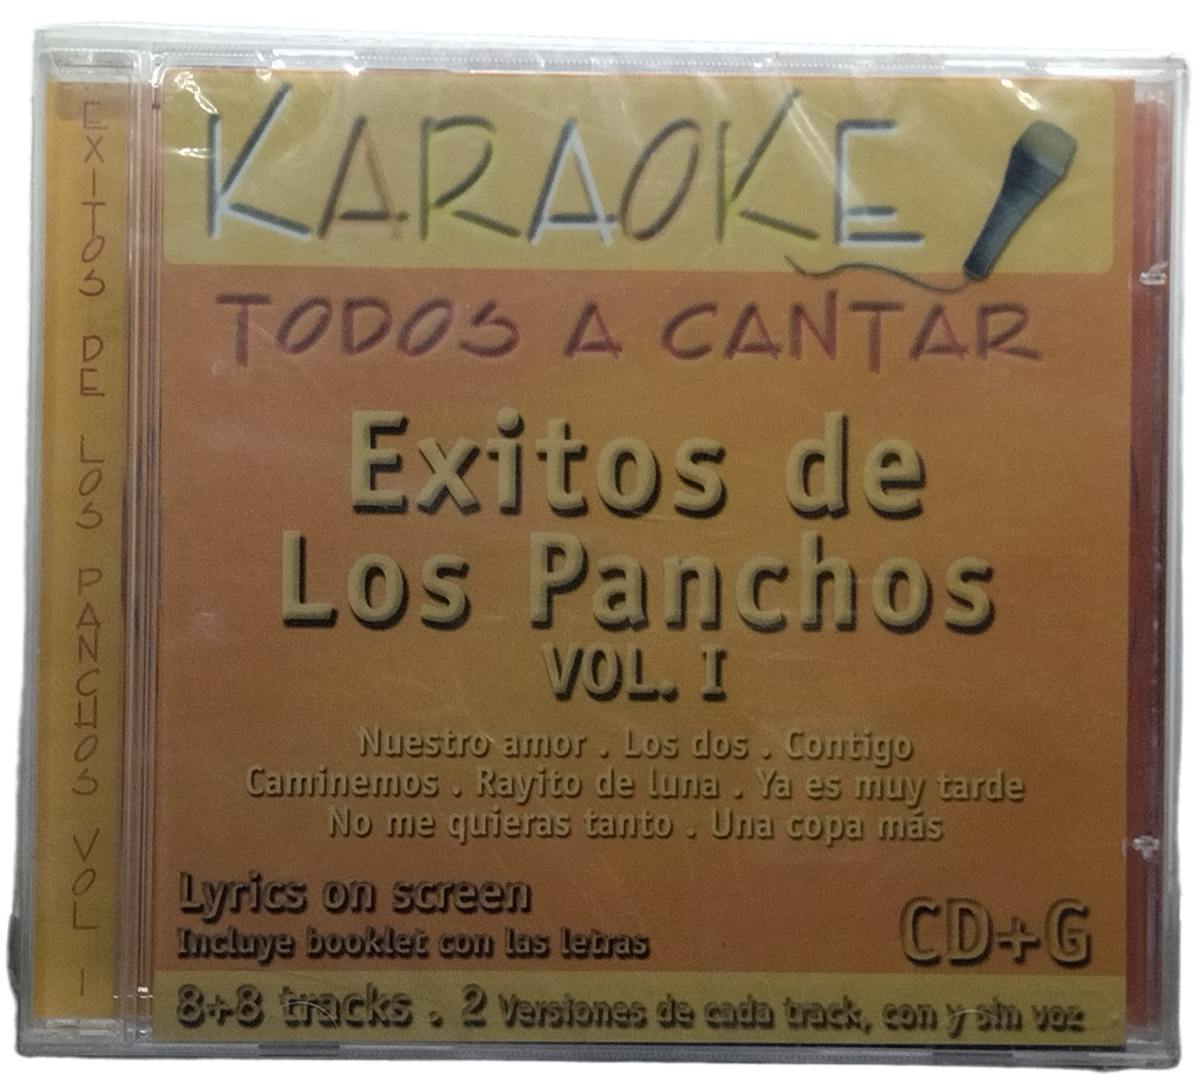 EXITOS DE LOS PANCHOS VOL I
KARAOKE
TODOS A CANTAR
Exitos de
Los Panchos
VOL. I
Nuestro amor . Los dos . Contigo
Caminemos . Rayito de luna . Ya es muy tarde
No me quieras tanto . Una copa más
Lyrics on screen
Incluye booklet con las letras
CD+G
8+8 tracks . 2 Versiones de cada track, con y sin voz